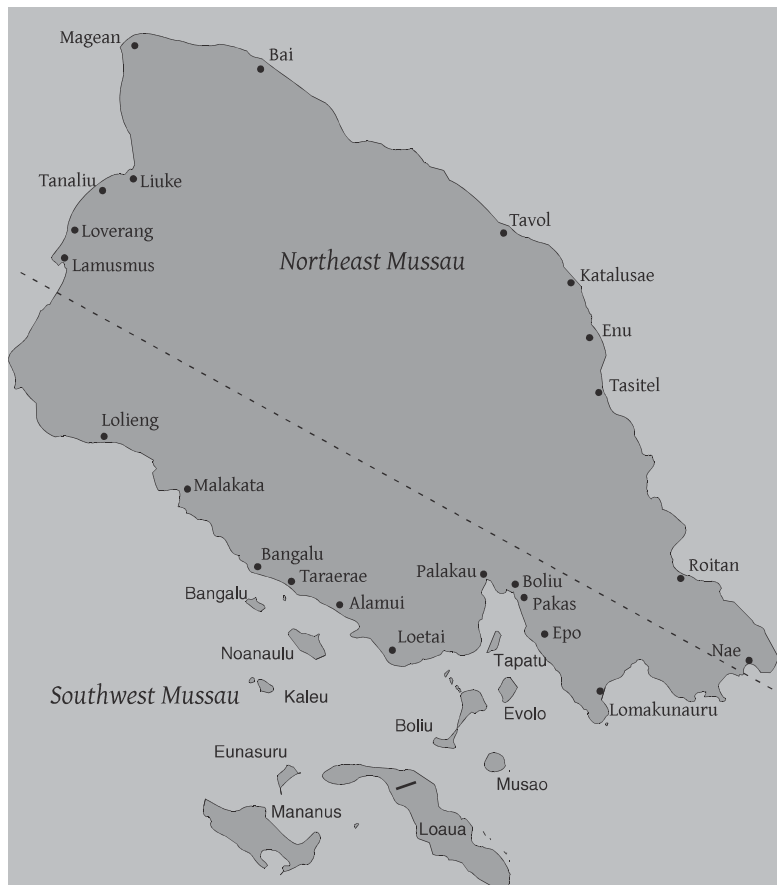 Magean
Bai
Tanaliu
Liuke
Loverang
Lamusmus
Tavol
Northeast Mussau
Katalusae
Enu
Tasitel
Lolieng
Malakata
Bangalu
Taraerae
Palakau
Boliu
Roitan
Bangalu
Alamui
Pakas
Loetai
Epo
Noanaulu
Tapatu
Nae
Southwest Mussau
Kaleu
Evolo
Lomakunauru
Boliu
Eunasuru
Musao
Mananus
Loaua